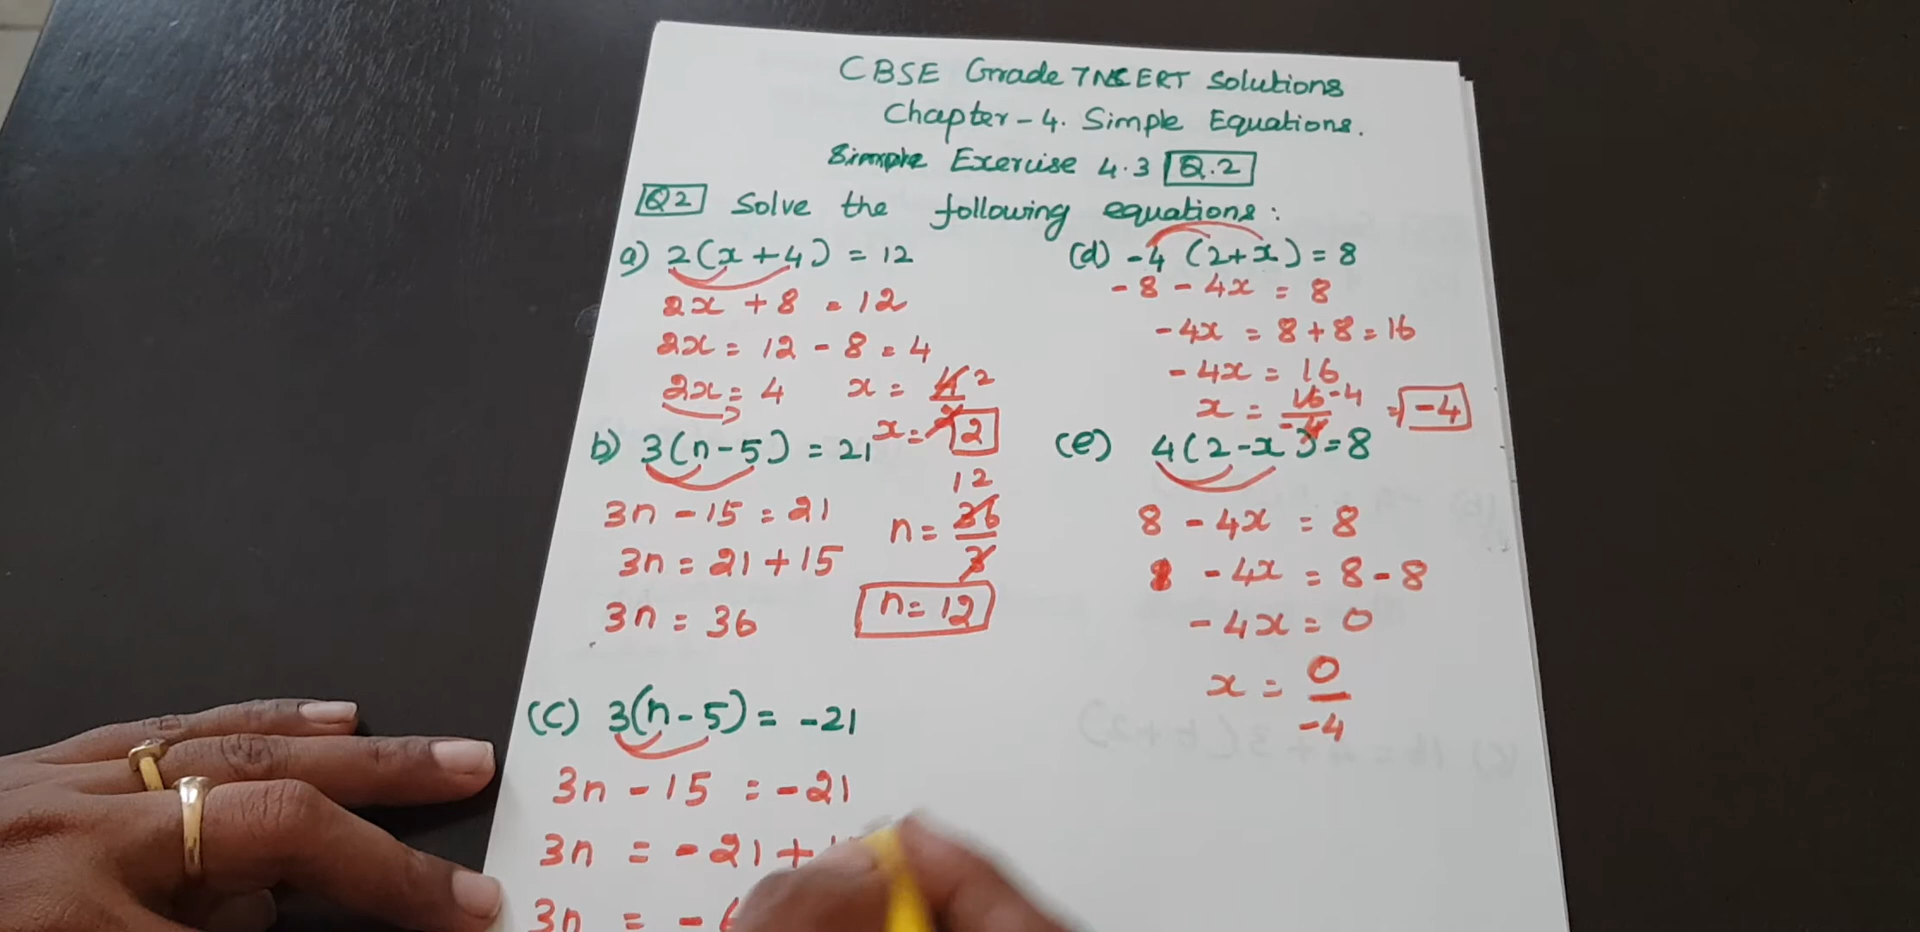 CBSE Grade 7 NCERT Solutions
Chapter - 4. Simple Equations.
Exercise 4.3 Q.2
Q2 Solve the following equations:
a) 2(x+4) = 12
2x + 8 = 12
2x = 12 - 8 = 4
2x = 4 x = 4 2
x = 2
b) 3(n-5) = 21
3n - 15 = 21
3n = 21 + 15
3n = 36
12
n = 36
3
n = 12
(c) 3(n-5) = -21
3n - 15 = -21
3n = -21 +
3n = -
(d) -4 (2+x) = 8
-8 - 4x = 8
-4x = 8 + 8 = 16
-4x = 16
x = 16 -4 = -4
-4
(e) 4(2-x) = 8
8 - 4x = 8
- 4x = 8 - 8
- 4x = 0
x = 0
-4